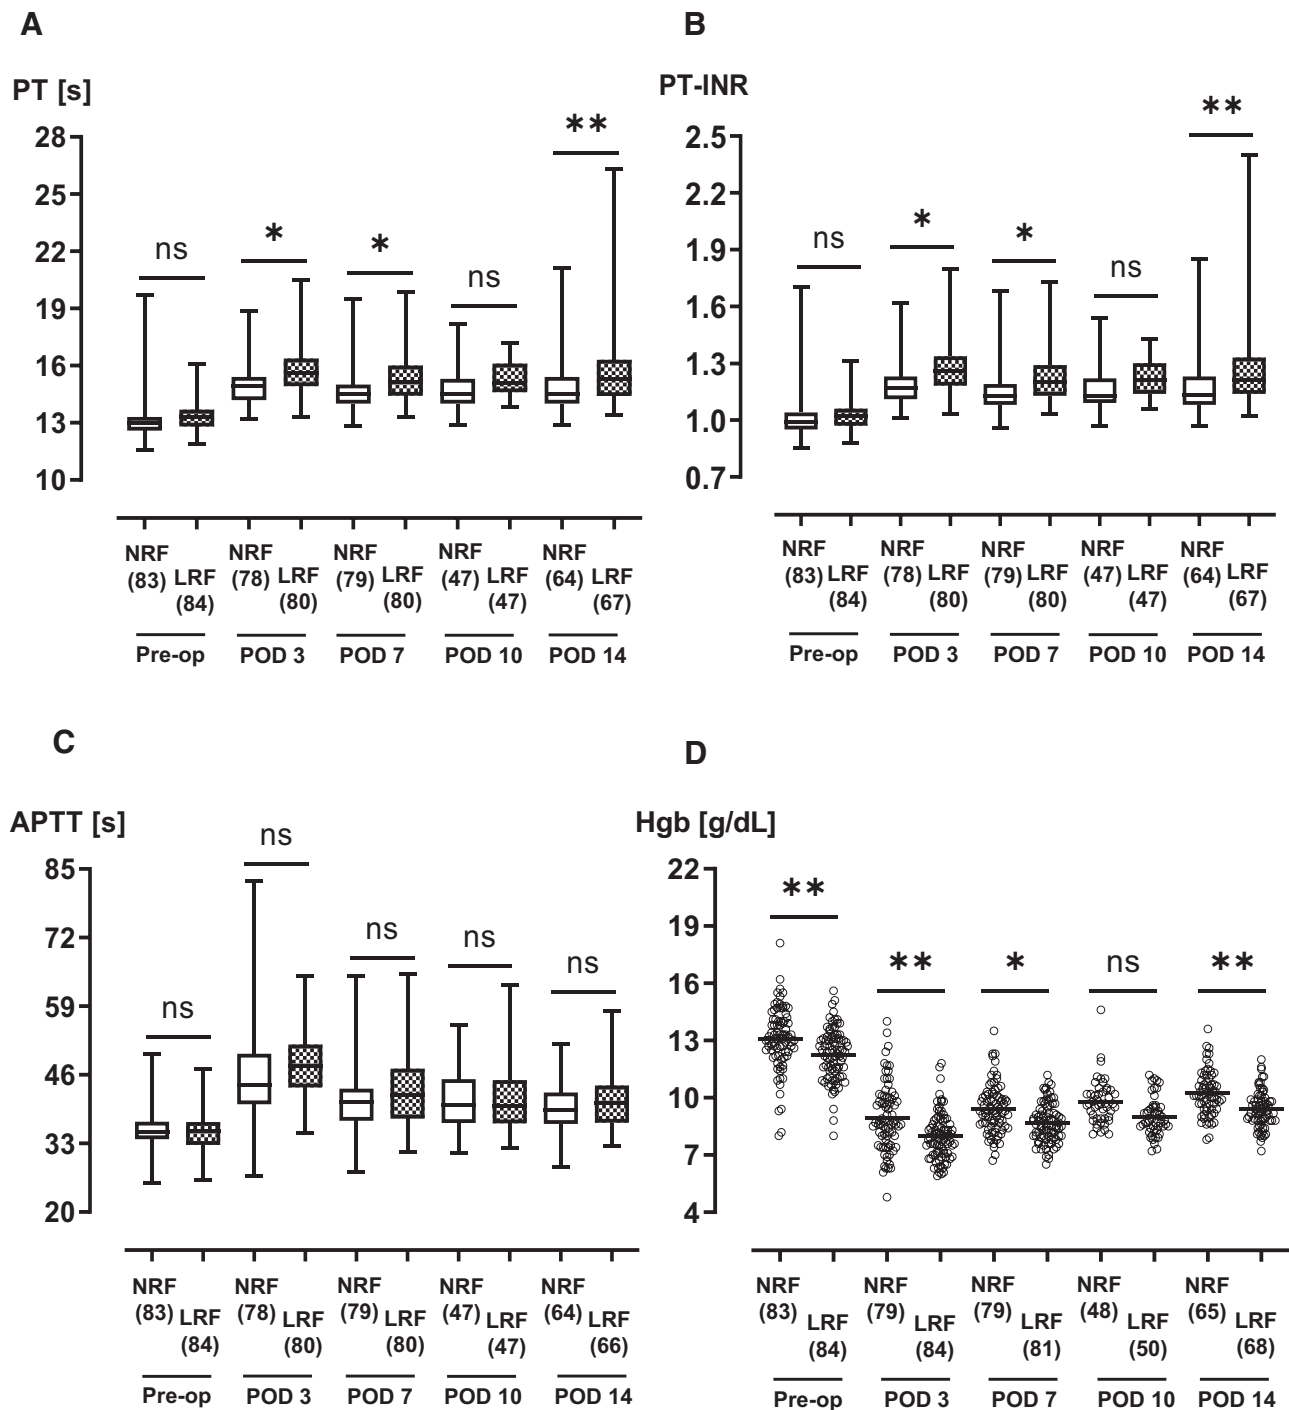 A
B
PT [s]
PT-INR
28
25
22
19
16
13
10
ns
*
*
ns
**
NRF NRF NRF NRF NRF
(83) LRF (78) LRF (79) LRF (47) LRF (64) LRF
(84) (80) (80) (47) (67)
Pre-op POD 3 POD 7 POD 10 POD 14
2.5
2.2
1.9
1.6
1.3
1.0
0.7
ns
*
*
ns
**
NRF NRF NRF NRF NRF
(83) LRF (78) LRF (79) LRF (47) LRF (64) LRF
(84) (80) (80) (47) (67)
Pre-op POD 3 POD 7 POD 10 POD 14
C
D
APTT [s]
Hgb [g/dL]
85
72
59
46
33
20
ns
ns
ns
ns
ns
NRF NRF NRF NRF NRF
(83) LRF (78) LRF (79) LRF (47) LRF (64) LRF
(84) (80) (80) (47) (66)
Pre-op POD 3 POD 7 POD 10 POD 14
22
19
16
13
10
7
4
**
**
*
ns
**
NRF NRF NRF NRF NRF
(83) LRF (79) LRF (79) LRF (48) LRF (65) LRF
(84) (84) (81) (50) (68)
Pre-op POD 3 POD 7 POD 10 POD 14